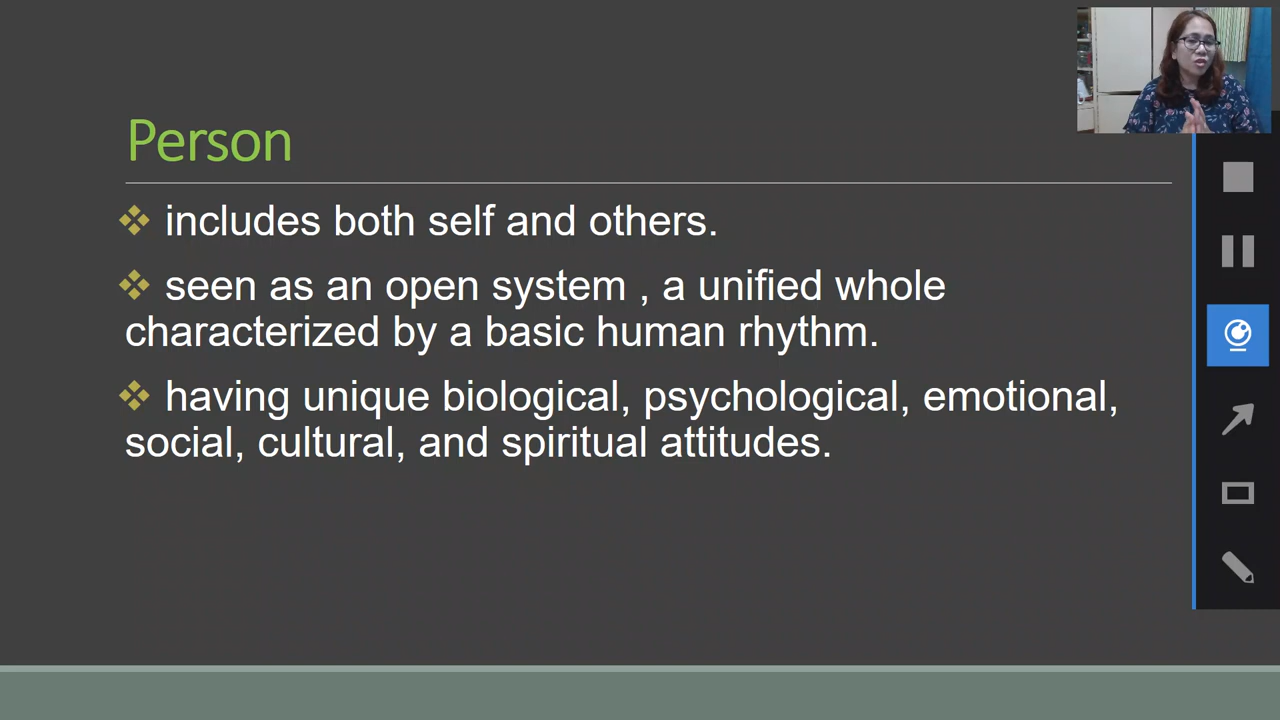 Person
includes both self and others.
seen as an open system , a unified whole
characterized by a basic human rhythm.
having unique biological, psychological, emotional,
social, cultural, and spiritual attitudes.